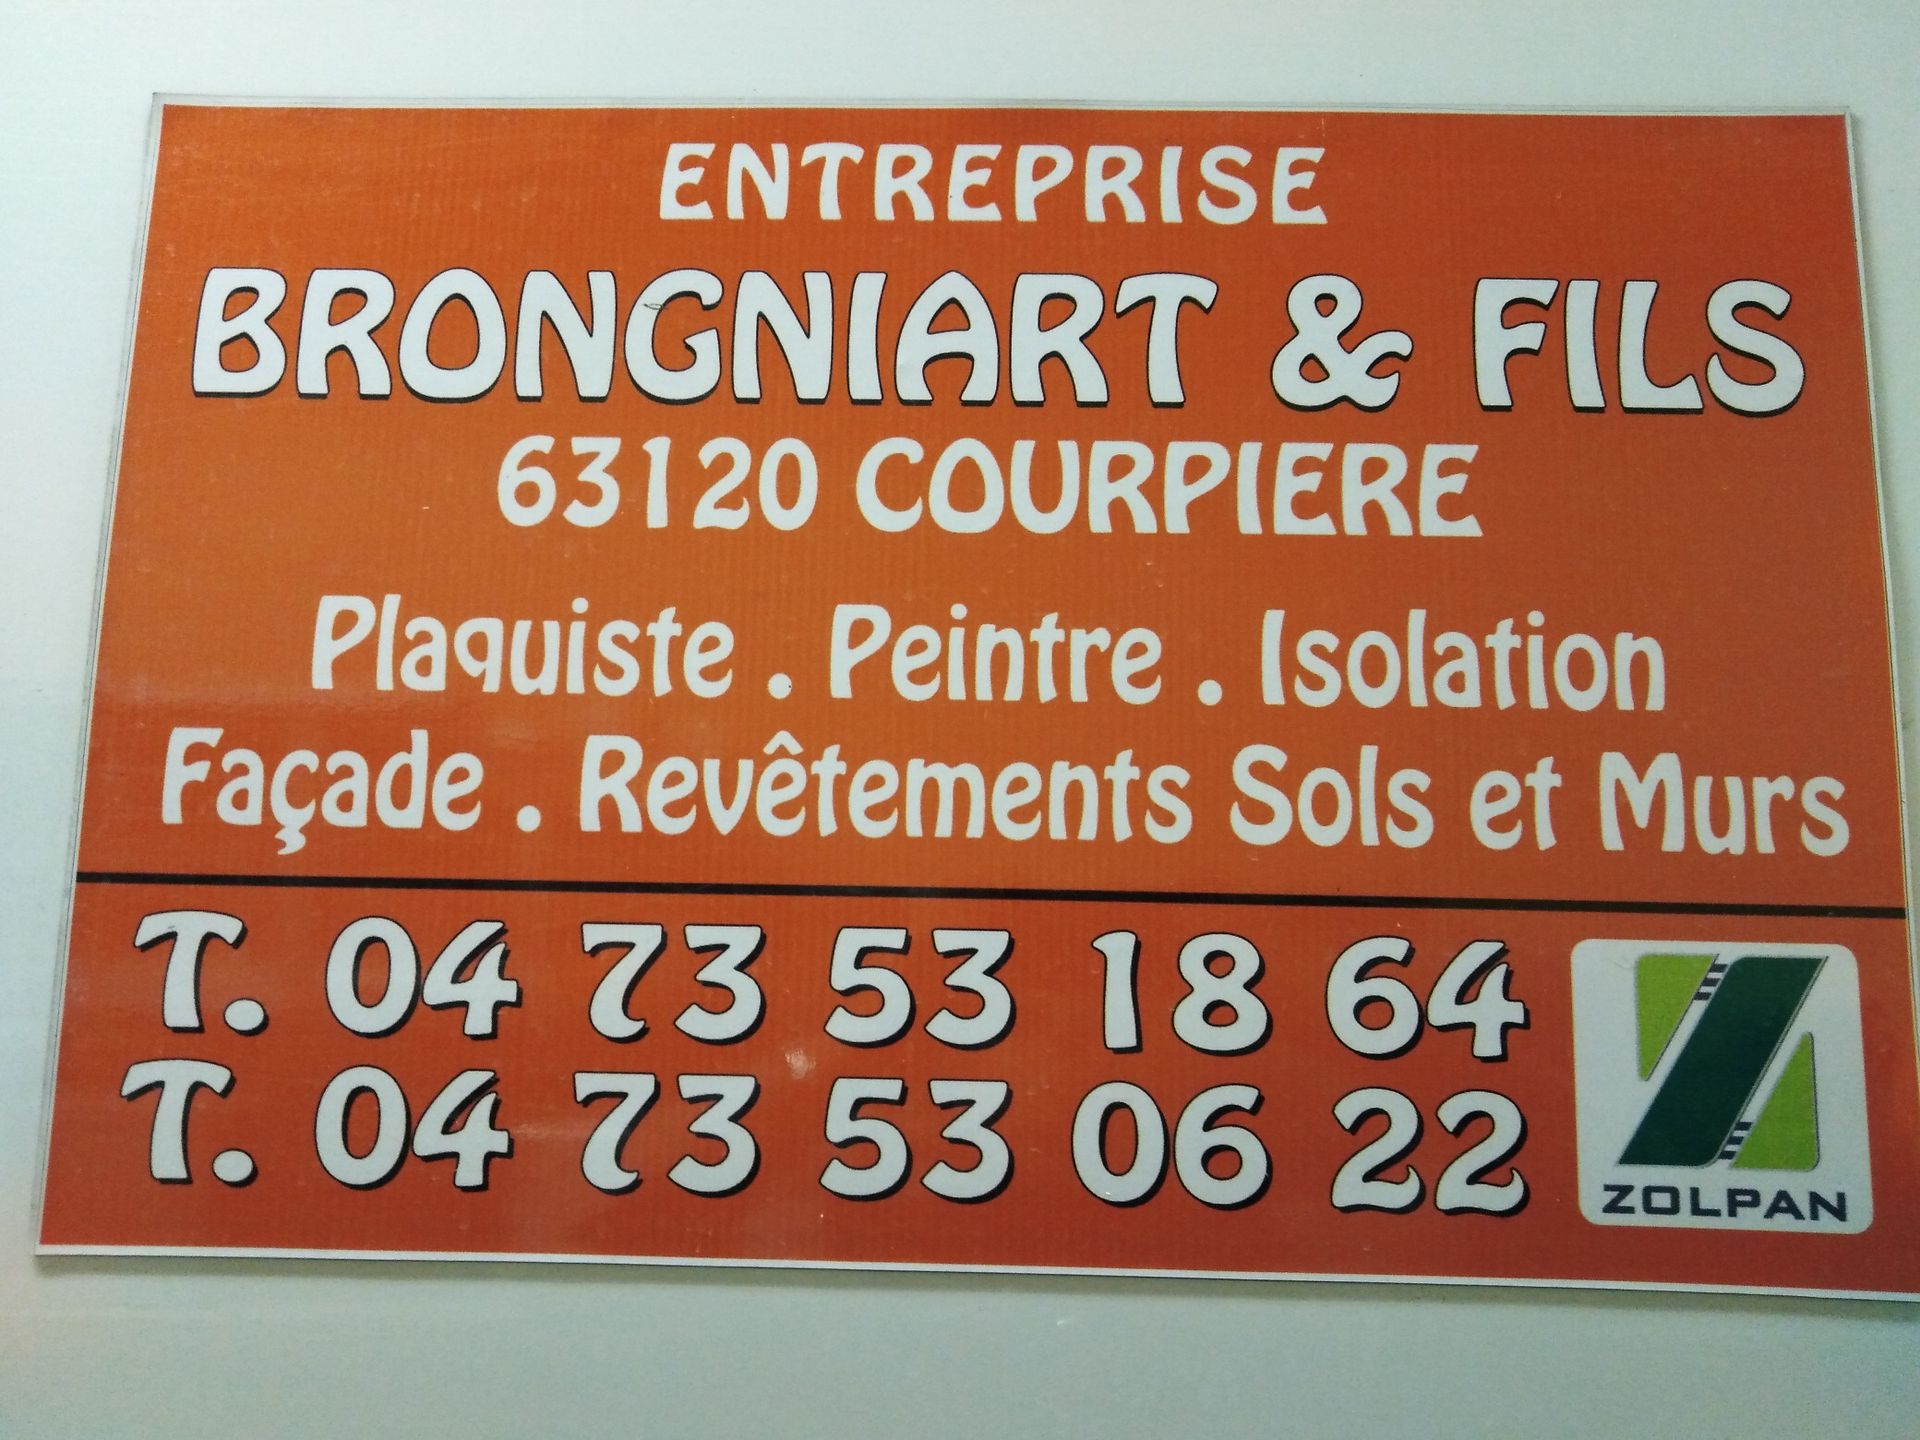 ENTREPRISE
BRONGNIART & FILS
63120 COURPIERE
Plaquiste . Peintre . Isolation
Façade . Revêtements Sols et Murs
T. 04 73 53 18 64
T. 04 73 53 06 22
ZOLPAN